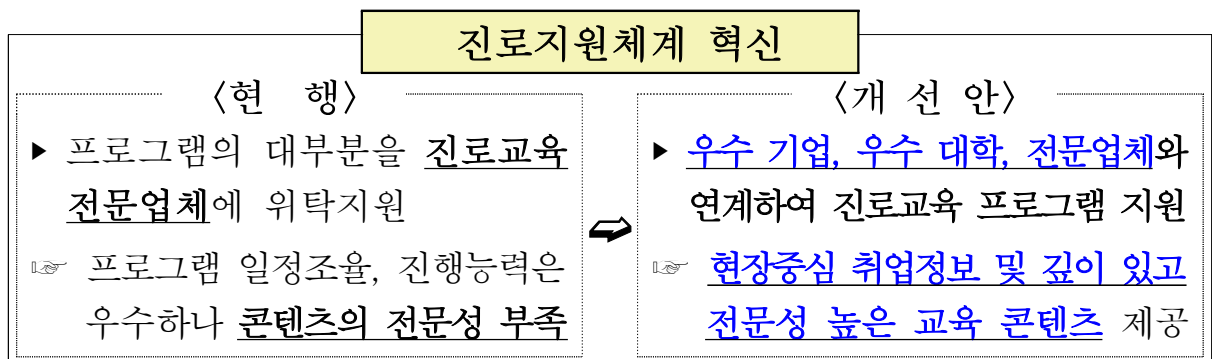 진로지원체계 혁신
〈현 행〉
▶ 프로그램의 대부분을 진로교육
전문업체에 위탁지원
☞ 프로그램 일정조율, 진행능력은
우수하나 콘텐츠의 전문성 부족
➫
〈개 선 안〉
▶ 우수 기업, 우수 대학, 전문업체와
연계하여 진로교육 프로그램 지원
☞ 현장중심 취업정보 및 깊이 있고
전문성 높은 교육 콘텐츠 제공